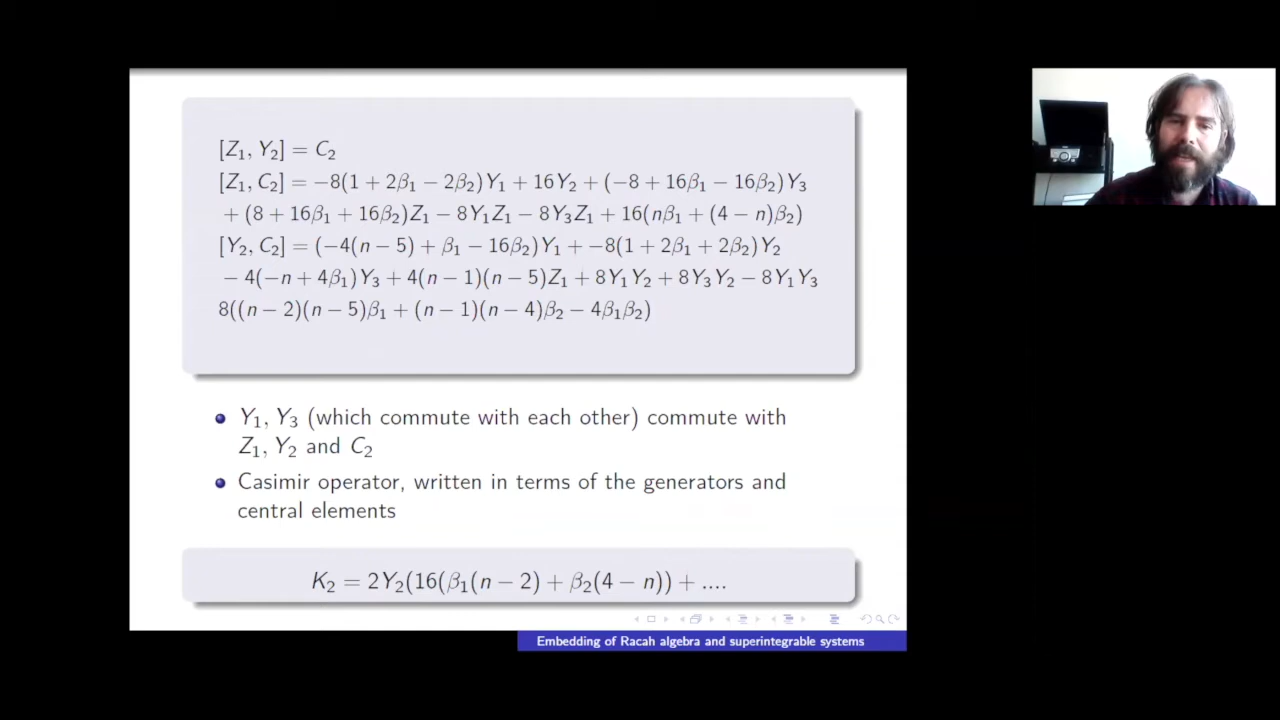 [Z₁, Y₂] = C₂
[Z₁, C₂] = −8(1 + 2β₁ − 2β₂)Y₁ + 16Y₂ + (−8 + 16β₁ − 16β₂)Y₃
+ (8 + 16β₁ + 16β₂)Z₁ − 8Y₁Z₁ − 8Y₃Z₁ + 16(nβ₁ + (4 − n)β₂)
[Y₂, C₂] = (−4(n − 5) + β₁ − 16β₂)Y₁ + −8(1 + 2β₁ + 2β₂)Y₂
− 4(−n + 4β₁)Y₃ + 4(n − 1)(n − 5)Z₁ + 8Y₁Y₂ + 8Y₃Y₂ − 8Y₁Y₃
8((n − 2)(n − 5)β₁ + (n − 1)(n − 4)β₂ − 4β₁β₂)
Y₁, Y₃ (which commute with each other) commute with
Z₁, Y₂ and C₂
Casimir operator, written in terms of the generators and
central elements
K₂ = 2Y₂(16(β₁(n − 2) + β₂(4 − n)) + ....
Embedding of Racah algebra and superintegrable systems